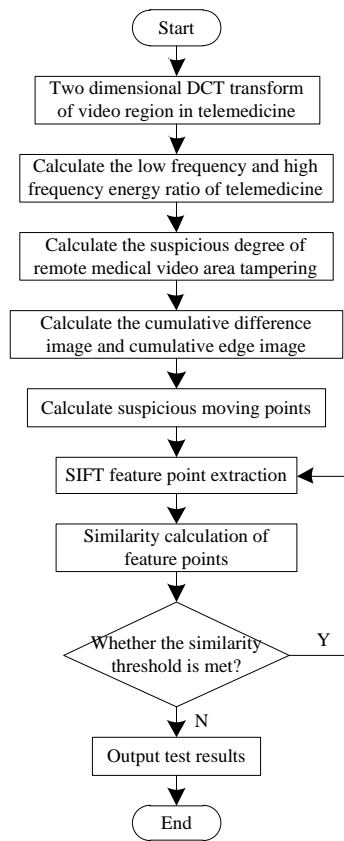 Start
Two dimensional DCT transform
of video region in telemedicine
Calculate the low frequency and high
frequency energy ratio of telemedicine
Calculate the suspicious degree of
remote medical video area tampering
Calculate the cumulative difference
image and cumulative edge image
Calculate suspicious moving points
SIFT feature point extraction
Similarity calculation of
feature points
Whether the similarity
threshold is met?
Y
N
Output test results
End